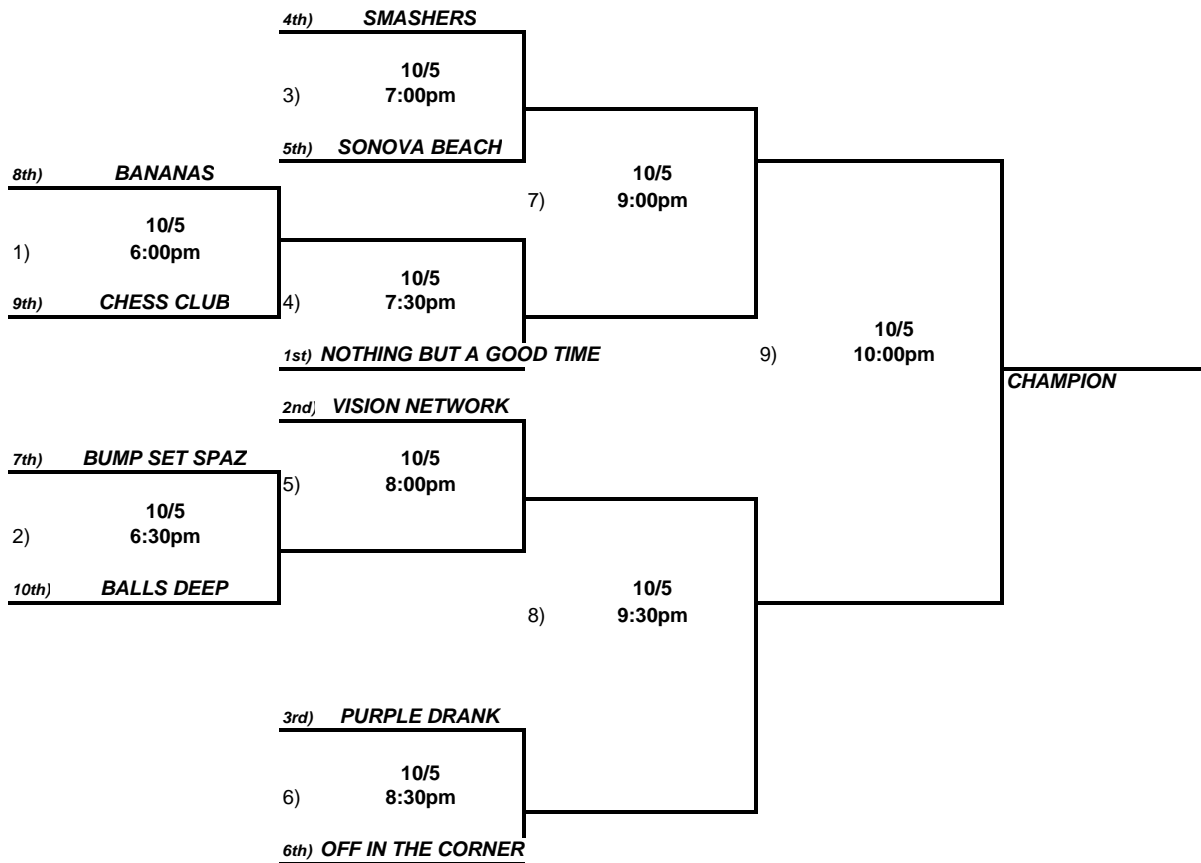 4th) SMASHERS
10/5
3) 7:00pm
5th) SONOVA BEACH
8th) BANANAS
10/5
7) 9:00pm
10/5
1) 6:00pm
10/5
4) 7:30pm
9th) CHESS CLUB
10/5
9) 10:00pm
1st) NOTHING BUT A GOOD TIME
CHAMPION
2nd) VISION NETWORK
7th) BUMP SET SPAZ
10/5
5) 8:00pm
10/5
2) 6:30pm
10th) BALLS DEEP
10/5
8) 9:30pm
3rd) PURPLE DRANK
10/5
6) 8:30pm
6th) OFF IN THE CORNER